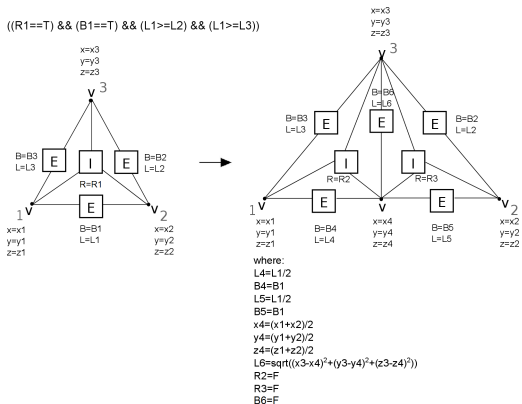 ((R1==T) && (B1==T) && (L1>=L2) && (L1>=L3))
x=x3
y=y3
z=z3
v 3
B=B3
L=L3
E
I
E
B=B2
L=L2
R=R1
1 v
E
v 2
x=x1
y=y1
z=z1
B=B1
L=L1
x=x2
y=y2
z=z2
x=x3
y=y3
z=z3
v 3
B=B3
L=L3
E
B=B6
L=L6
E
E
B=B2
L=L2
I
I
R=R2
R=R3
1 v
E
v
E
v 2
x=x1
y=y1
z=z1
B=B4
L=L4
x=x4
y=y4
z=z4
B=B5
L=L5
x=x2
y=y2
z=z2
where:
L4=L1/2
B4=B1
L5=L1/2
B5=B1
x4=(x1+x2)/2
y4=(y1+y2)/2
z4=(z1+z2)/2
L6=sqrt((x3-x4)²+(y3-y4)²+(z3-z4)²))
R2=F
R3=F
B6=F